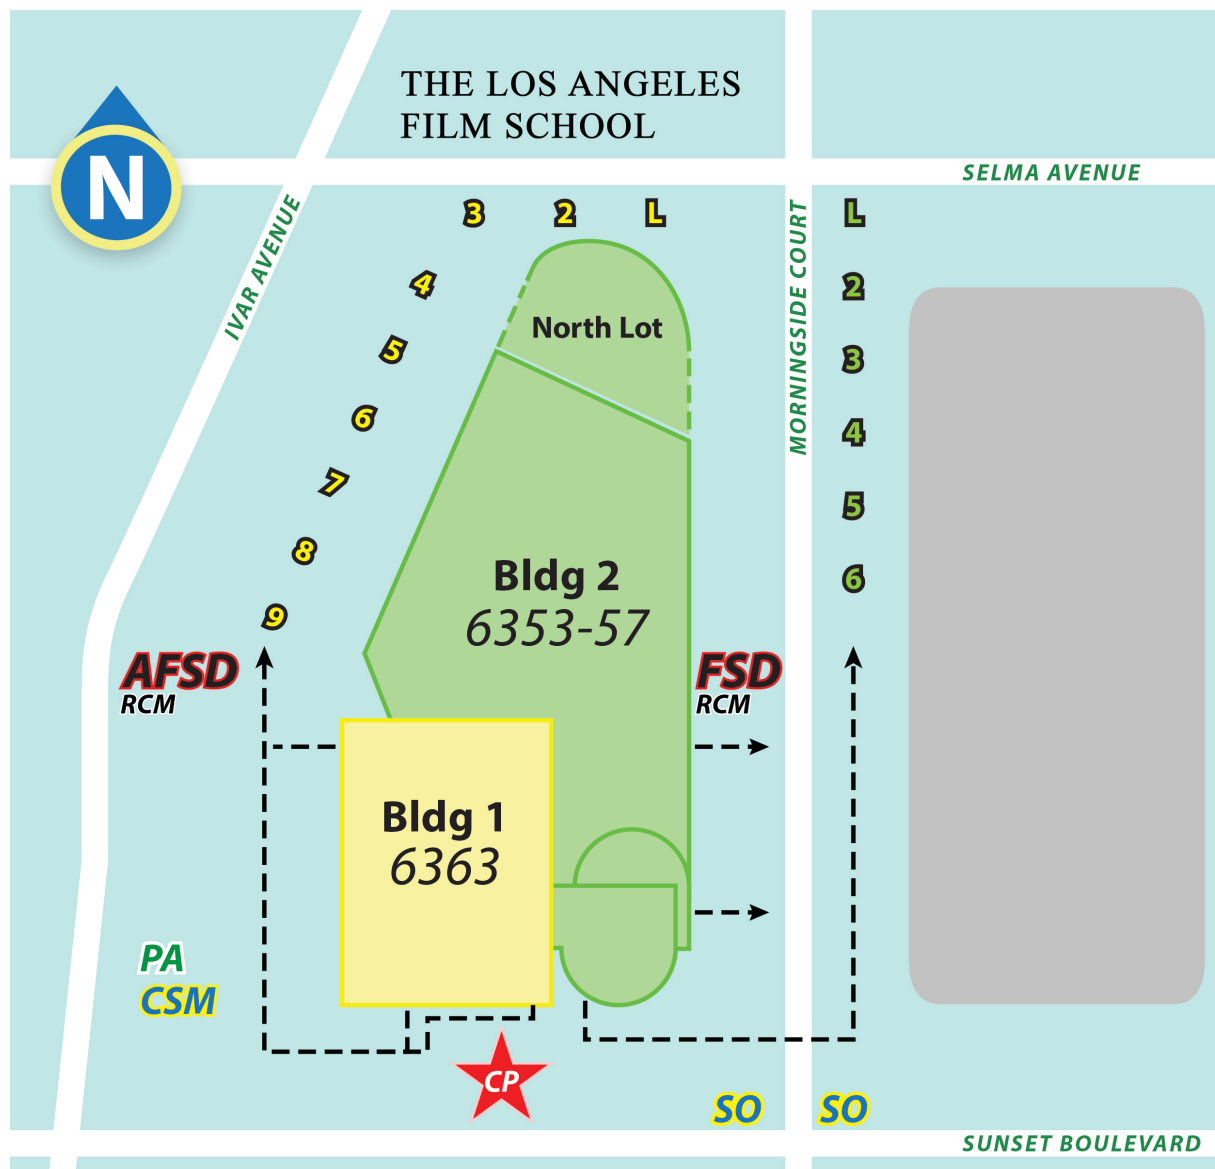 THE LOS ANGELES
FILM SCHOOL
N
SELMA AVENUE
IVAR AVENUE
MORNINGSIDE COURT
3 2 L
L
4
2
North Lot
5
3
6
4
7
5
8
Bldg 2
6353-57
6
9
AFSD
RCM
FSD
RCM
Bldg 1
6363
PA
CSM
CP
SO
SO
SUNSET BOULEVARD